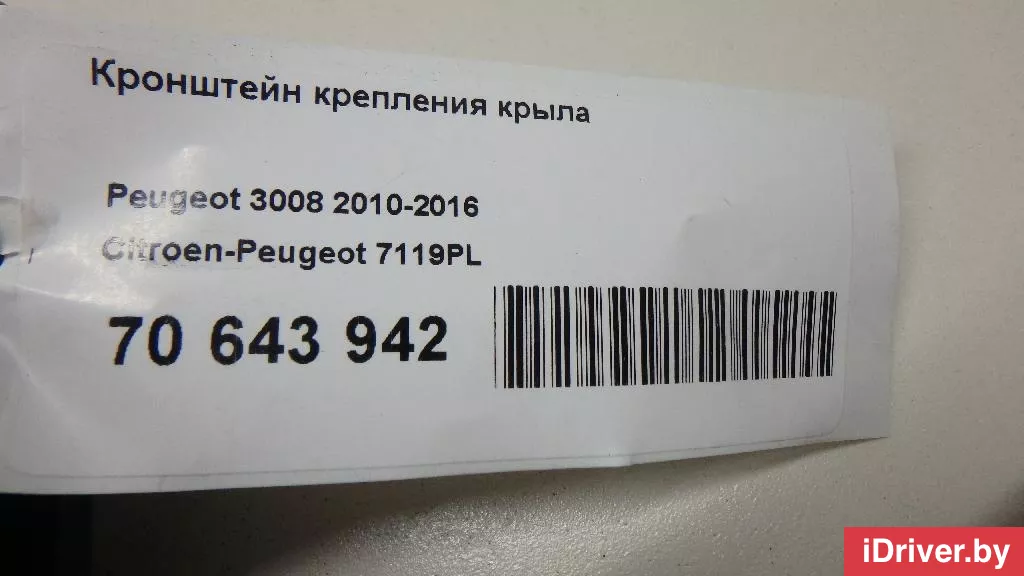 Кронштейн крепления крыла
Peugeot 3008 2010-2016
Citroen-Peugeot 7119PL
70 643 942
iDriver.by